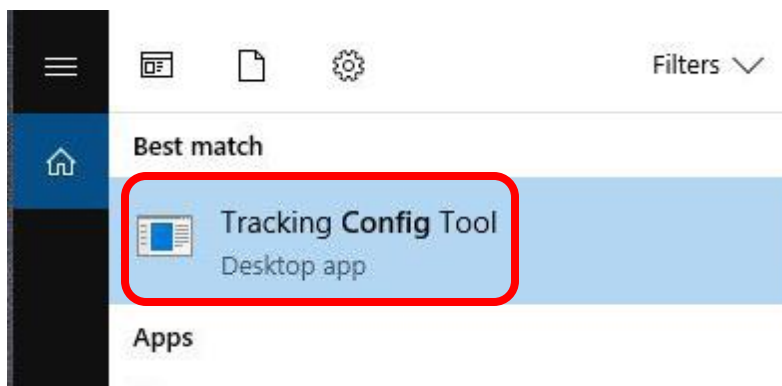 Filters
Best match
Tracking Config Tool
Desktop app
Apps